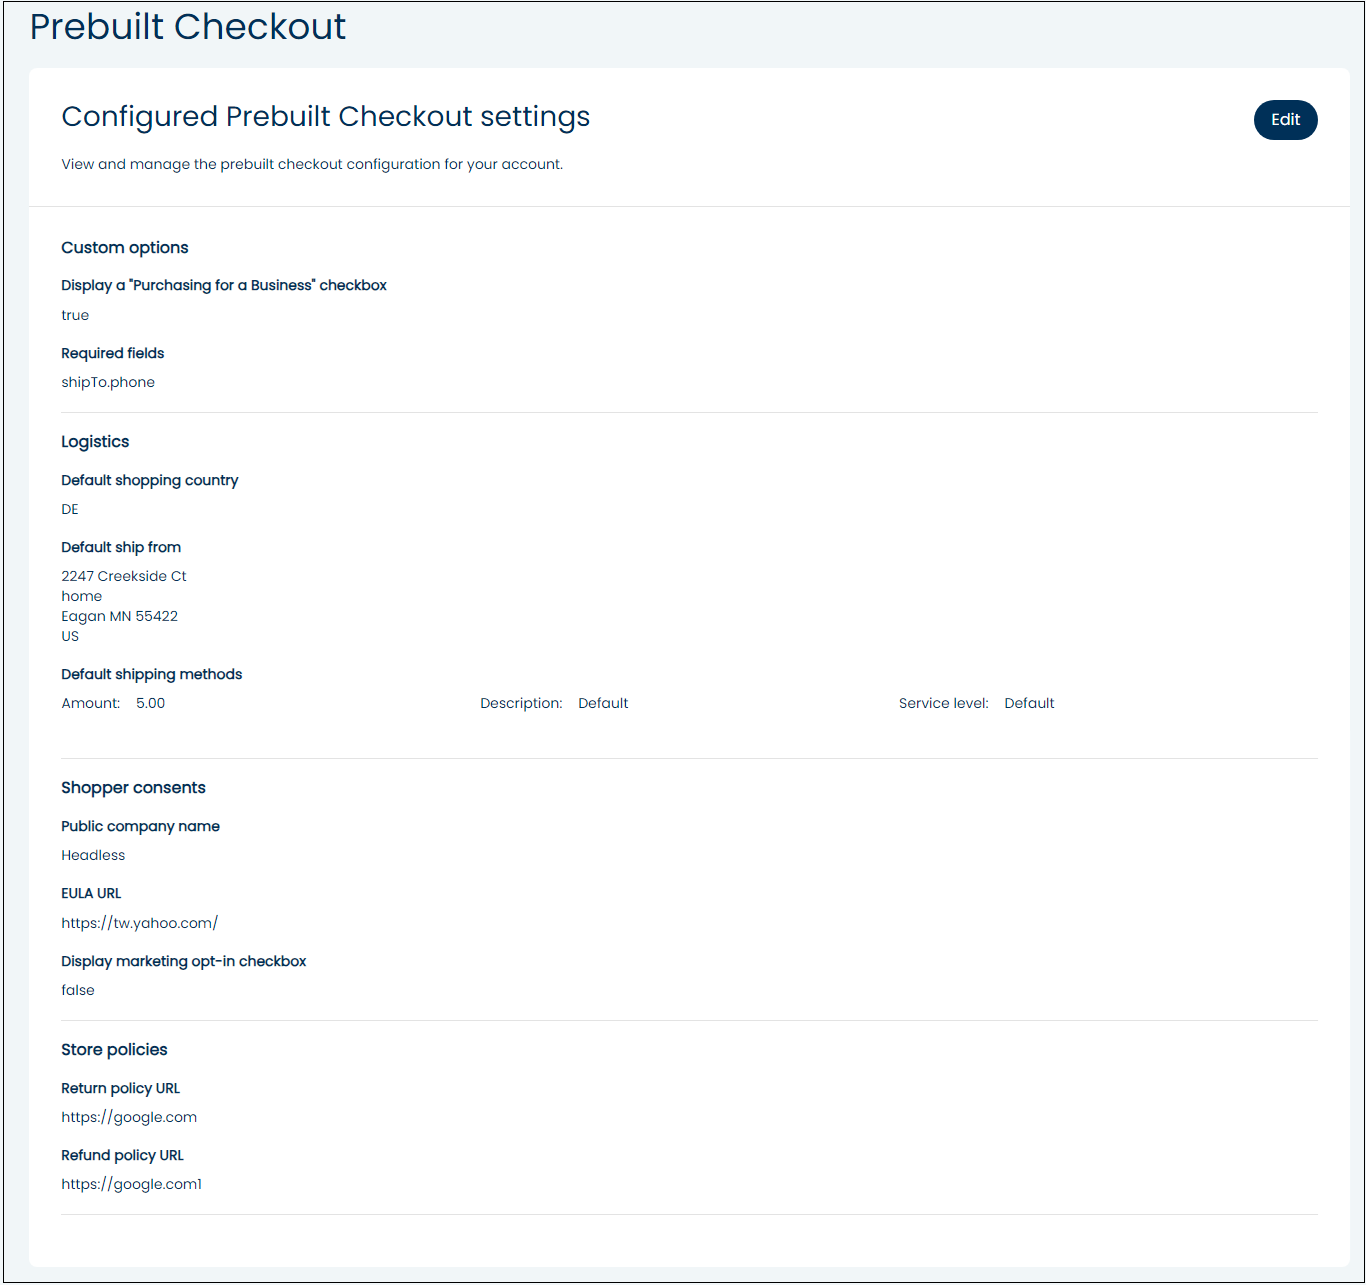 Prebuilt Checkout
Configured Prebuilt Checkout settings
Edit
View and manage the prebuilt checkout configuration for your account.
Custom options
Display a "Purchasing for a Business" checkbox
true
Required fields
shipTo.phone
Logistics
Default shopping country
DE
Default ship from
2247 Creekside Ct
home
Eagan MN 55422
US
Default shipping methods
Amount: 5.00 Description: Default Service level: Default
Shopper consents
Public company name
Headless
EULA URL
https://tw.yahoo.com/
Display marketing opt-in checkbox
false
Store policies
Return policy URL
https://google.com
Refund policy URL
https://google.com1